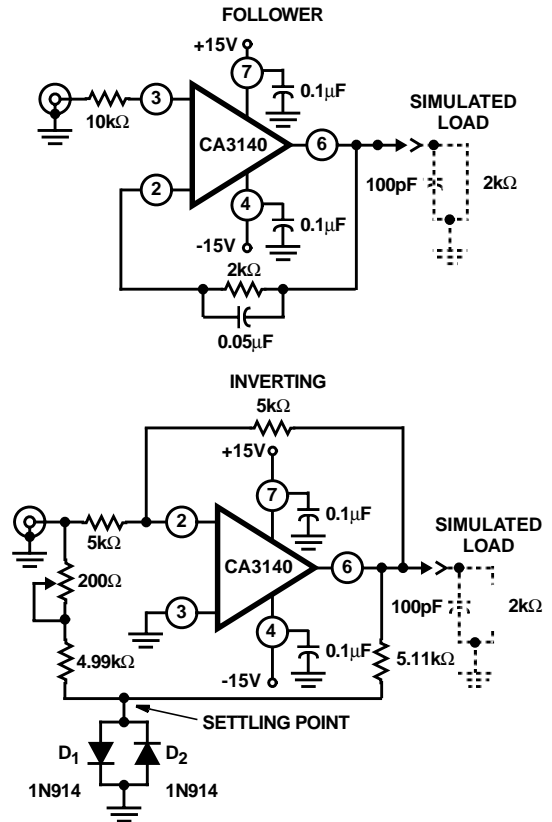 FOLLOWER
+15V
7
0.1µF
3
10kΩ
CA3140
6
SIMULATED
LOAD
100pF
2kΩ
2
4
0.1µF
-15V
2kΩ
0.05µF
INVERTING
5kΩ
+15V
7
0.1µF
5kΩ
2
200Ω
CA3140
6
SIMULATED
LOAD
100pF
2kΩ
3
4
0.1µF
5.11kΩ
4.99kΩ
-15V
SETTLING POINT
D1
D2
1N914
1N914